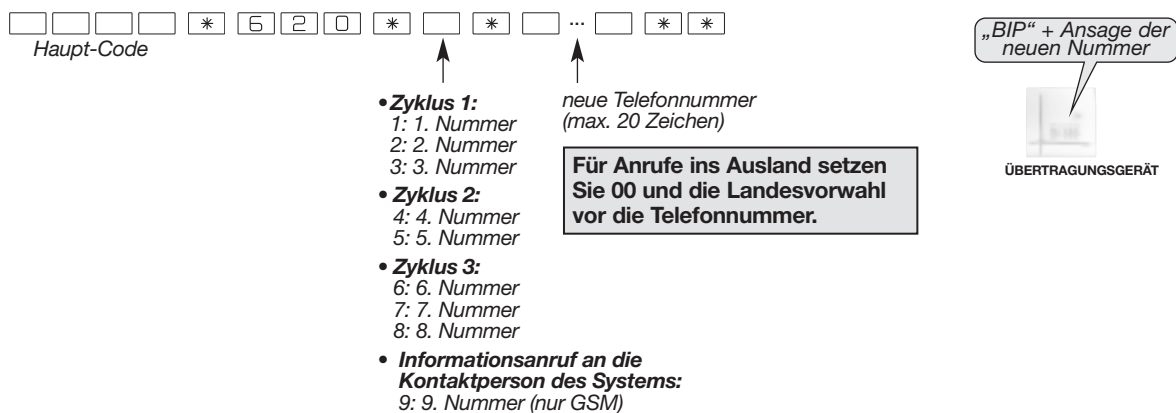 * 6 2 0 * * ... * *
Haupt-Code
„BIP“ + Ansage der
neuen Nummer
ÜBERTRAGUNGSGERÄT
• Zyklus 1:
1: 1. Nummer
2: 2. Nummer
3: 3. Nummer
• Zyklus 2:
4: 4. Nummer
5: 5. Nummer
• Zyklus 3:
6: 6. Nummer
7: 7. Nummer
8: 8. Nummer
• Informationsanruf an die
Kontaktperson des Systems:
9: 9. Nummer (nur GSM)
neue Telefonnummer
(max. 20 Zeichen)
Für Anrufe ins Ausland setzen
Sie 00 und die Landesvorwahl
vor die Telefonnummer.